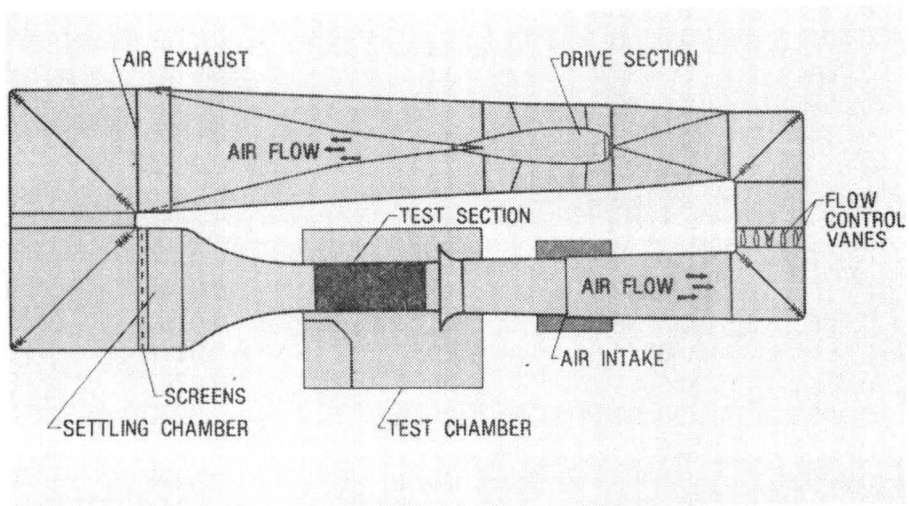 AIR EXHAUST
DRIVE SECTION
AIR FLOW
TEST SECTION
FLOW
CONTROL
VANES
AIR FLOW
AIR INTAKE
SCREENS
SETTLING CHAMBER
TEST CHAMBER